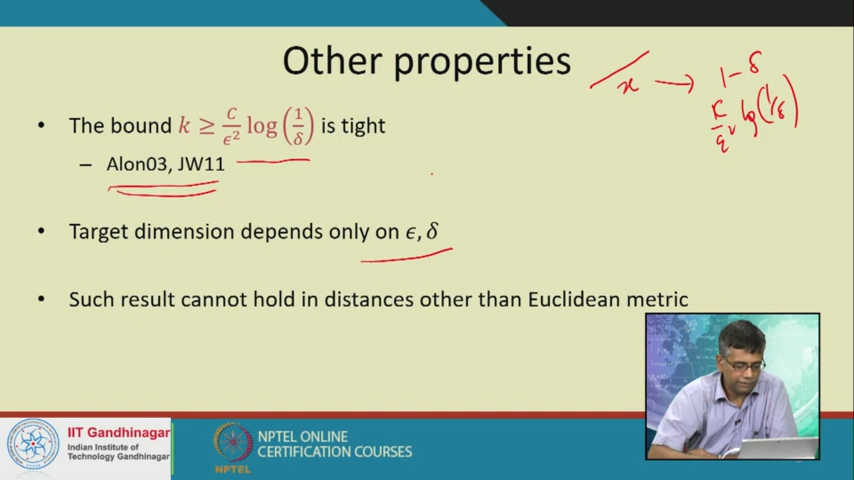 Other properties
x → 1-δ
• The bound k ≥ C/ϵ² log(1/δ) is tight
K/ε² log(1/δ)
– Alon03, JW11
• Target dimension depends only on ϵ, δ
• Such result cannot hold in distances other than Euclidean metric
IIT Gandhinagar
Indian Institute of
Technology Gandhinagar
NPTEL
NPTEL ONLINE
CERTIFICATION COURSES